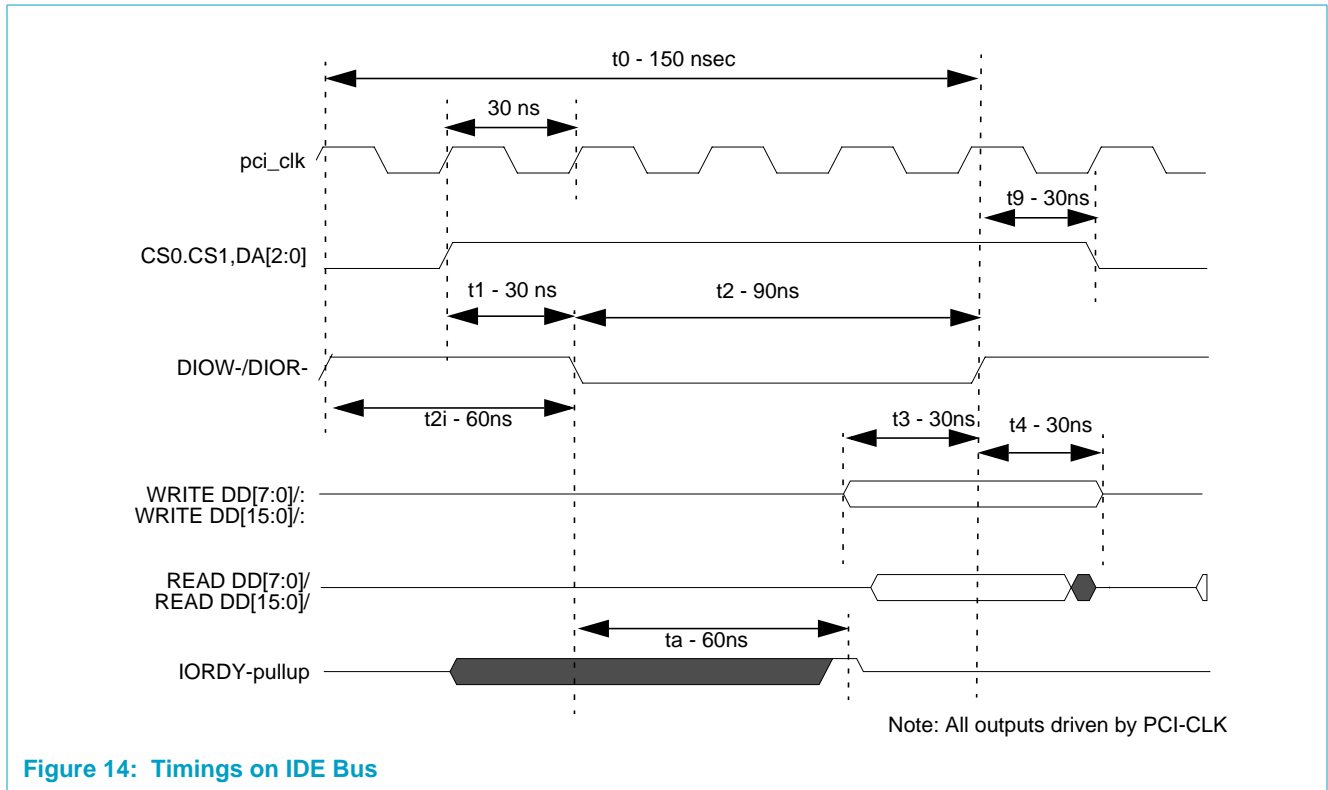 t0 - 150 nsec
30 ns
pci_clk
t9 - 30ns
CS0.CS1,DA[2:0]
t1 - 30 ns
t2 - 90ns
DIOW-/DIOR-
t2i - 60ns
t3 - 30ns
t4 - 30ns
WRITE DD[7:0]/:
WRITE DD[15:0]/:
READ DD[7:0]/
READ DD[15:0]/
ta - 60ns
IORDY-pullup
Note: All outputs driven by PCI-CLK
Figure 14: Timings on IDE Bus